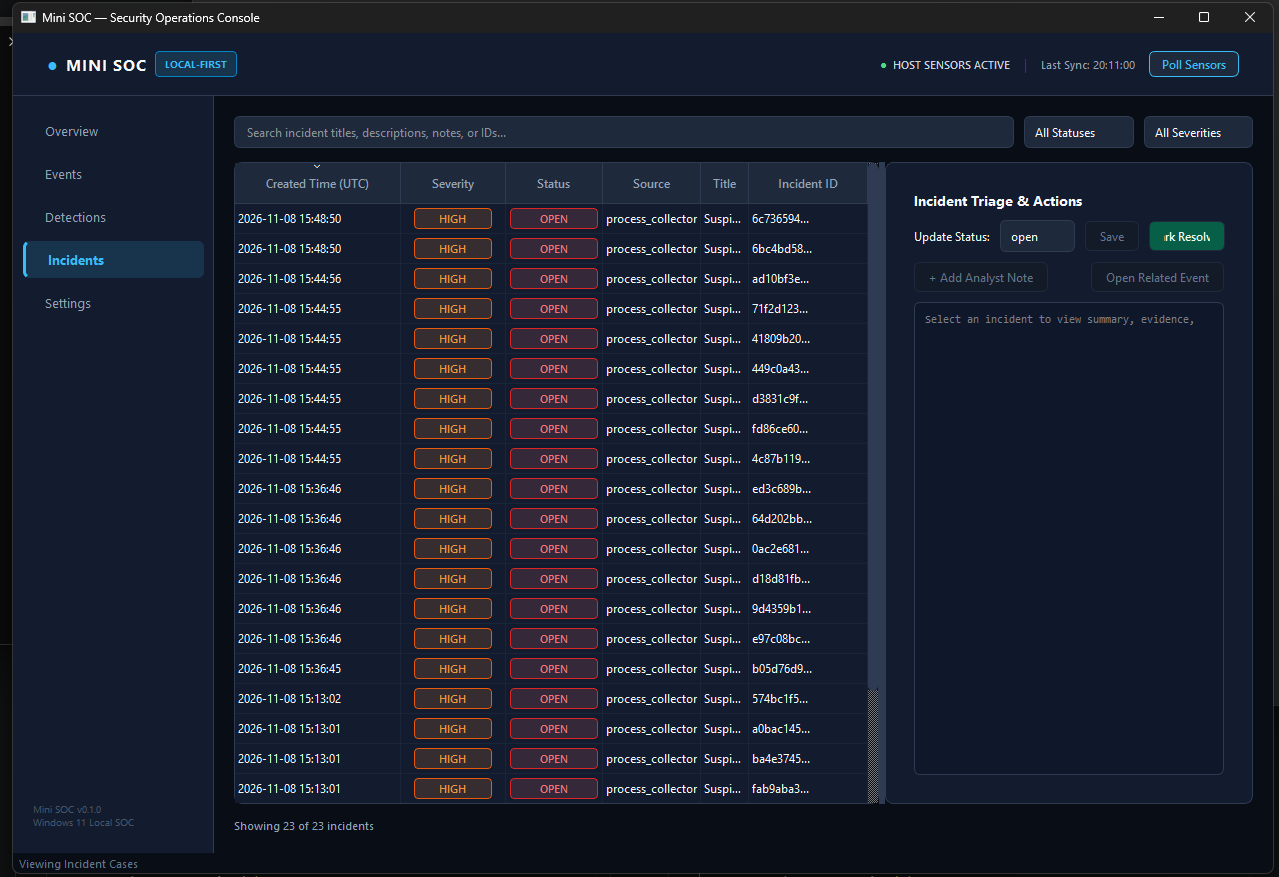 Mini SOC — Security Operations Console
MINI SOC LOCAL-FIRST HOST SENSORS ACTIVE Last Sync: 20:11:00 Poll Sensors
Overview
Events
Detections
Incidents
Settings
Mini SOC v0.1.0
Windows 11 Local SOC
Search incident titles, descriptions, notes, or IDs... All Statuses All Severities
Created Time (UTC) Severity Status Source Title Incident ID
2026-11-08 15:48:50 HIGH OPEN process_collector Suspi... 6c736594...
2026-11-08 15:48:50 HIGH OPEN process_collector Suspi... 6bc4bd58...
2026-11-08 15:44:56 HIGH OPEN process_collector Suspi... ad10bf3e...
2026-11-08 15:44:56 HIGH OPEN process_collector Suspi... 71f2d123...
2026-11-08 15:44:55 HIGH OPEN process_collector Suspi... 41809b20...
2026-11-08 15:44:55 HIGH OPEN process_collector Suspi... 449c0a43...
2026-11-08 15:44:55 HIGH OPEN process_collector Suspi... d3831c9f...
2026-11-08 15:44:55 HIGH OPEN process_collector Suspi... fd86ce60...
2026-11-08 15:44:55 HIGH OPEN process_collector Suspi... 4c87b119...
2026-11-08 15:36:46 HIGH OPEN process_collector Suspi... ed3c689b...
2026-11-08 15:36:46 HIGH OPEN process_collector Suspi... 64d202bb...
2026-11-08 15:36:46 HIGH OPEN process_collector Suspi... 0ac2e681...
2026-11-08 15:36:46 HIGH OPEN process_collector Suspi... d18d81fb...
2026-11-08 15:36:46 HIGH OPEN process_collector Suspi... 9d4359b1...
2026-11-08 15:36:46 HIGH OPEN process_collector Suspi... e97c08bc...
2026-11-08 15:36:45 HIGH OPEN process_collector Suspi... b05d76d9...
2026-11-08 15:13:02 HIGH OPEN process_collector Suspi... 574bc1f5...
2026-11-08 15:13:01 HIGH OPEN process_collector Suspi... a0bac145...
2026-11-08 15:13:01 HIGH OPEN process_collector Suspi... ba4e3745...
2026-11-08 15:13:01 HIGH OPEN process_collector Suspi... fab9aba3...
Showing 23 of 23 incidents
Incident Triage & Actions
Update Status: open Save rk Resolv
+ Add Analyst Note Open Related Event
Select an incident to view summary, evidence,
Viewing Incident Cases